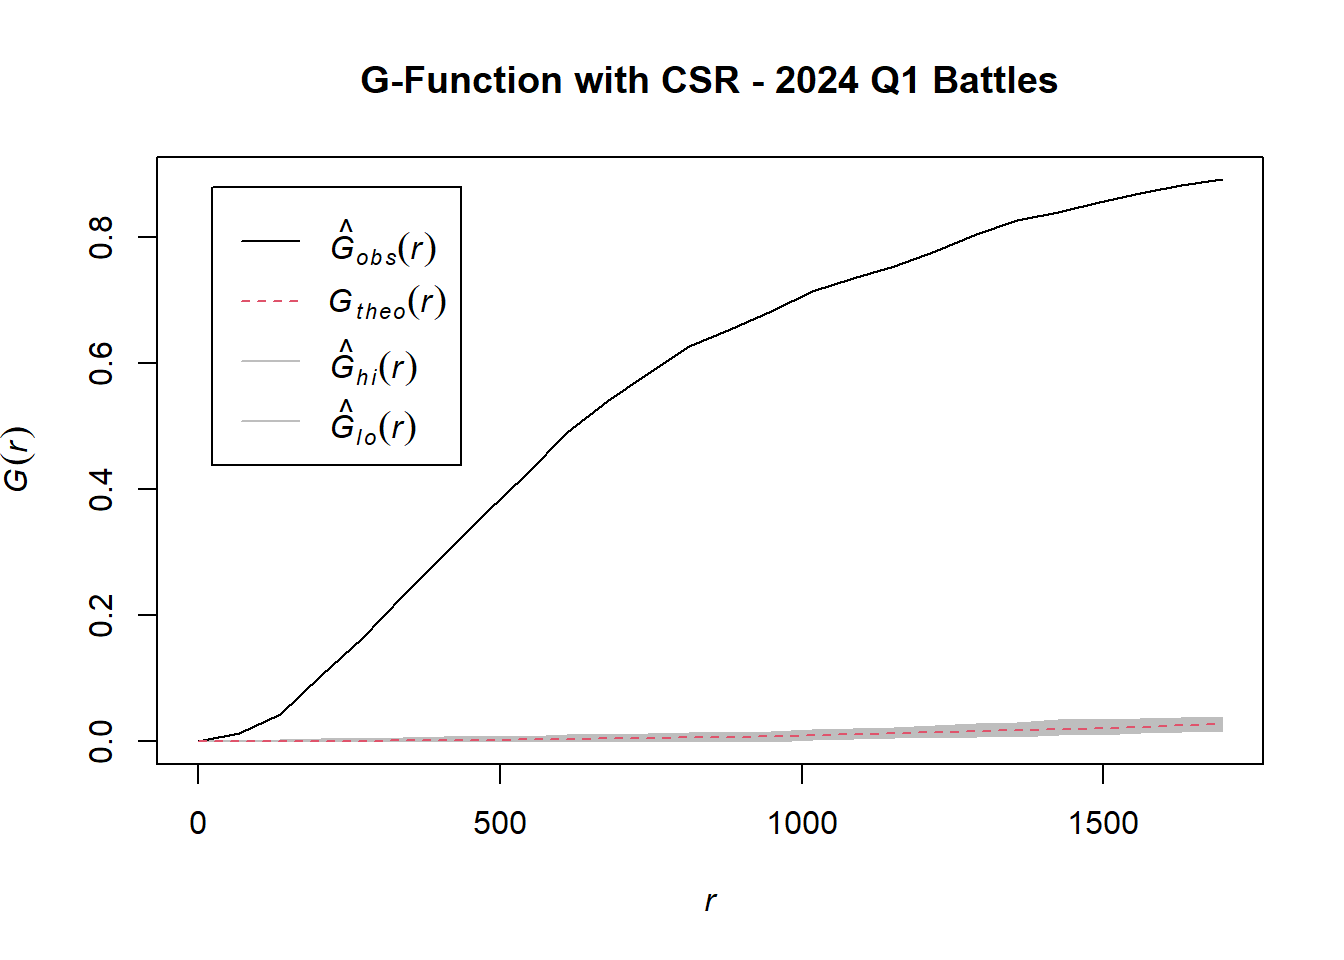 G-Function with CSR - 2024 Q1 Battles
Ĝobs(r)
Gtheo(r)
Ĝhi(r)
Ĝlo(r)
G(r)
0.8
0.6
0.4
0.2
0.0
0 500 1000 1500
r